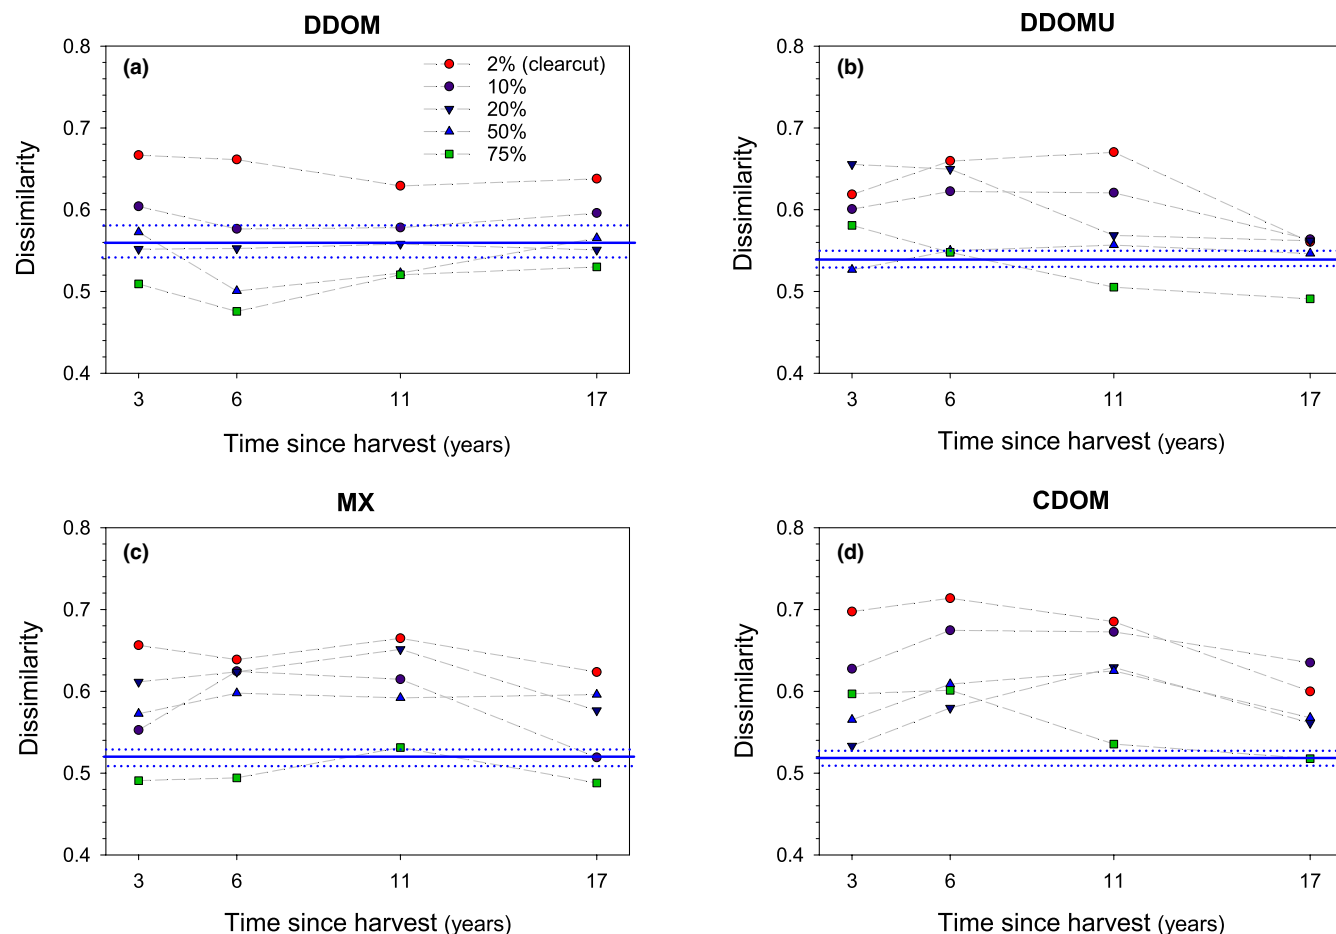 DDOM
(a)
2% (clearcut)
10%
20%
50%
75%
0.8
0.7
0.6
0.5
0.4
Dissimilarity
3 6 11 17
Time since harvest (years)
DDOMU
(b)
0.8
0.7
0.6
0.5
0.4
Dissimilarity
3 6 11 17
Time since harvest (years)
MX
(c)
0.8
0.7
0.6
0.5
0.4
Dissimilarity
3 6 11 17
Time since harvest (years)
CDOM
(d)
0.8
0.7
0.6
0.5
0.4
Dissimilarity
3 6 11 17
Time since harvest (years)